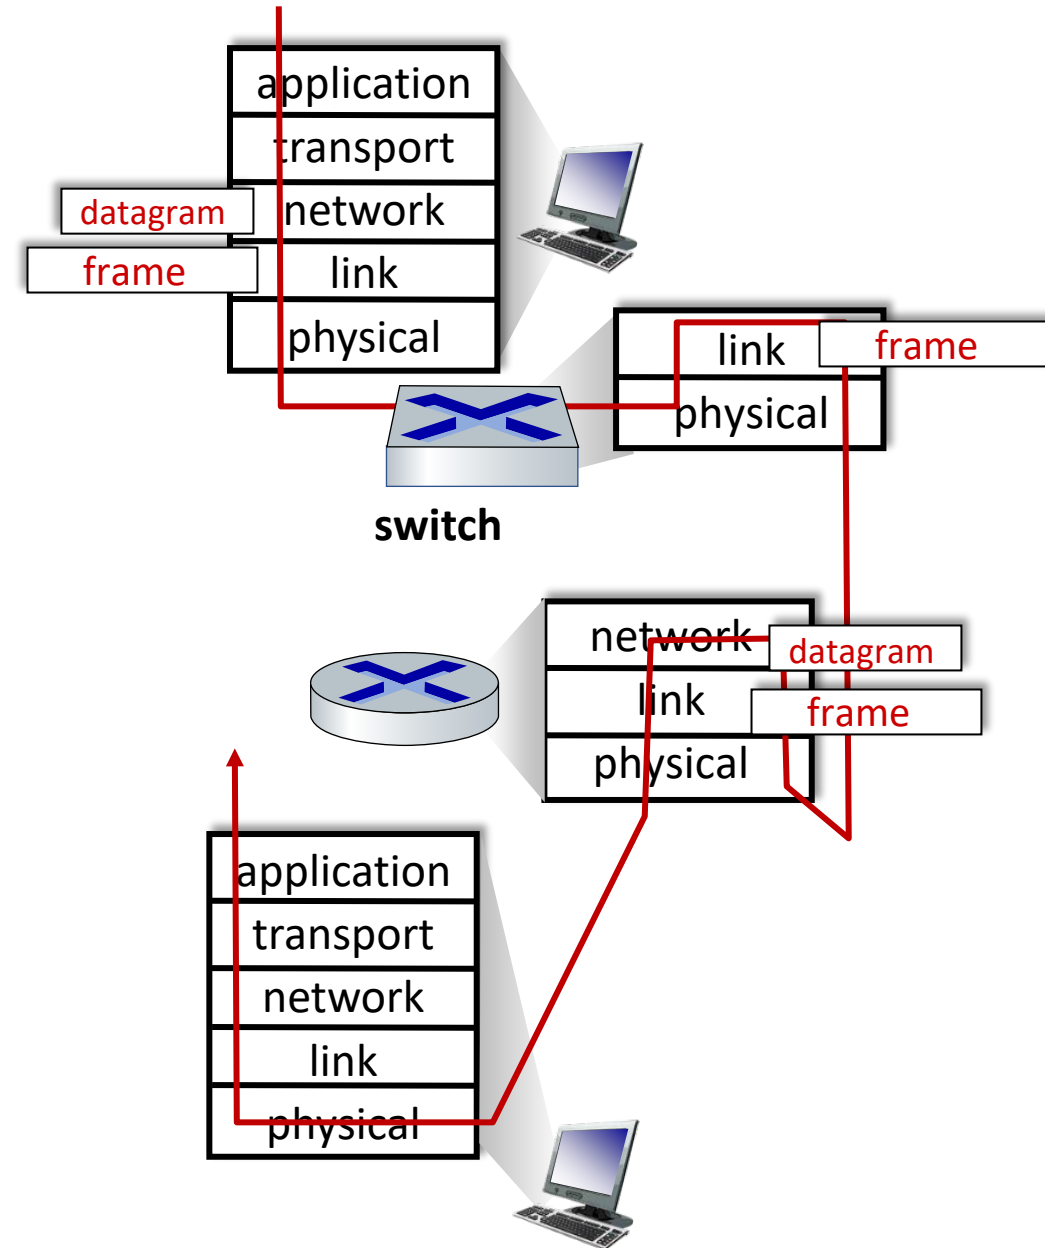 application
transport
datagram
network
frame
link
physical
link
frame
physical
switch
network
datagram
link
frame
physical
application
transport
network
link
physical